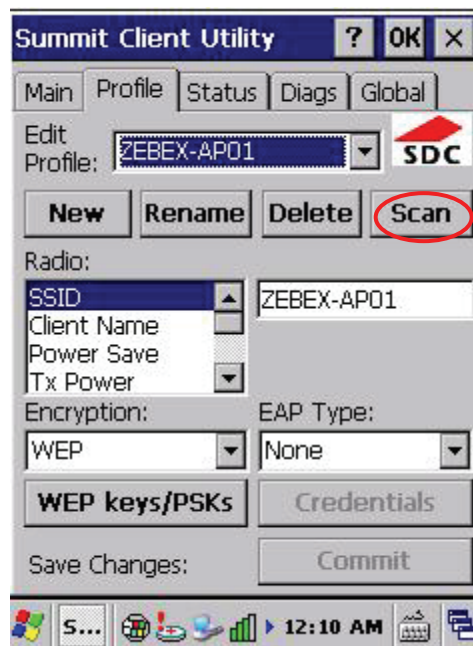 Summit Client Utility ? OK ×
Main Profile Status Diags Global
Edit Profile: ZEBEX-AP01 SDC
New Rename Delete Scan
Radio:
SSID ZEBEX-AP01
Client Name
Power Save
Tx Power
Encryption: EAP Type:
WEP None
WEP keys/PSKs Credentials
Save Changes: Commit
S... 12:10 AM